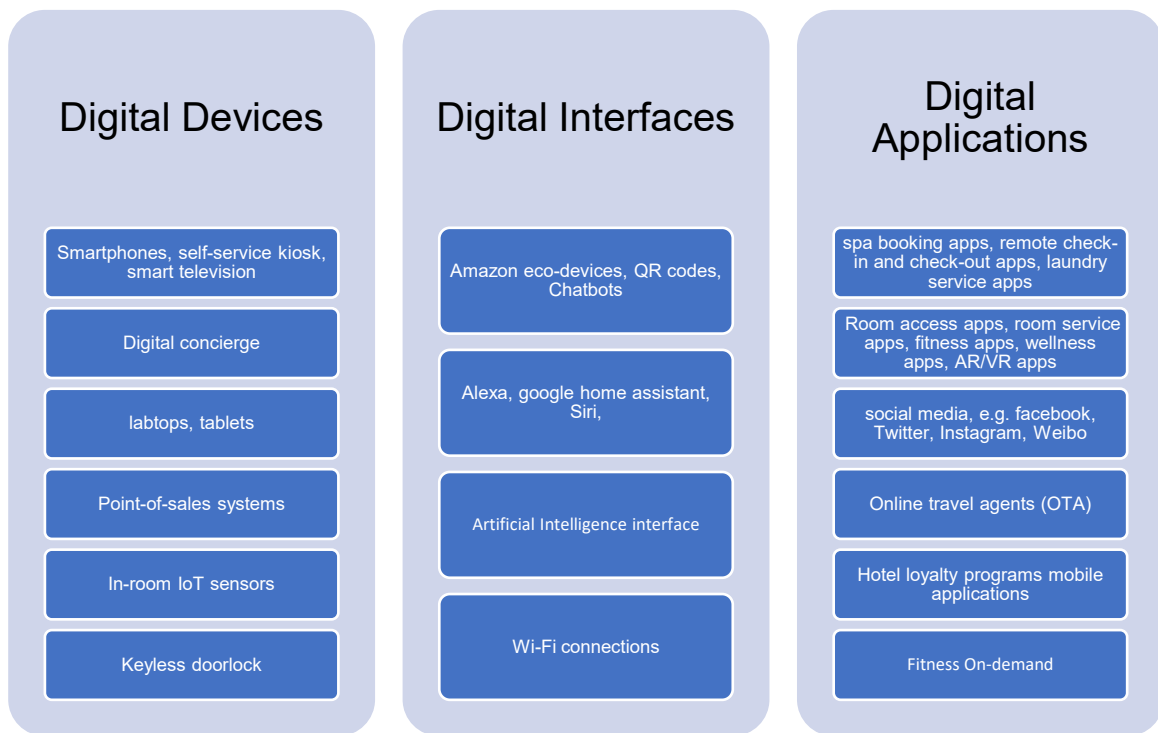 Digital Devices
Smartphones, self-service kiosk,
smart television
Digital concierge
labtops, tablets
Point-of-sales systems
In-room IoT sensors
Keyless doorlock
Digital Interfaces
Amazon eco-devices, QR codes,
Chatbots
Alexa, google home assistant,
Siri,
Artificial Intelligence interface
Wi-Fi connections
Digital
Applications
spa booking apps, remote check-
in and check-out apps, laundry
service apps
Room access apps, room service
apps, fitness apps, wellness
apps, AR/VR apps
social media, e.g. facebook,
Twitter, Instagram, Weibo
Online travel agents (OTA)
Hotel loyalty programs mobile
applications
Fitness On-demand